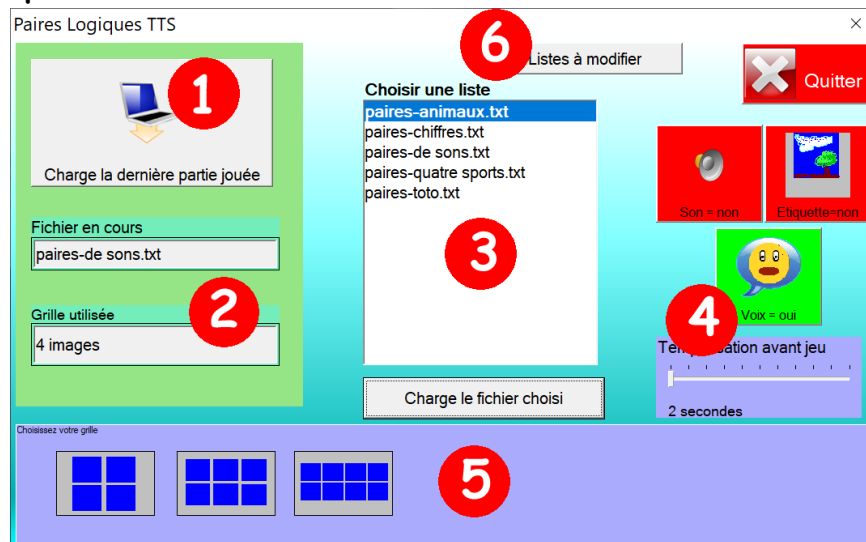 Paires Logiques TTS
6
Listes à modifier
Quitter
1
Charge la dernière partie jouée
Choisir une liste
paires-animaux.txt
paires-chiffres.txt
paires-de sons.txt
paires-quatre sports.txt
paires-toto.txt
3
Son = non
Etiquette=non
Fichier en cours
paires-de sons.txt
2
Grille utilisée
4 images
Voix = oui
4
avant jeu
2 secondes
Charge le fichier choisi
Choisissez votre grille
5